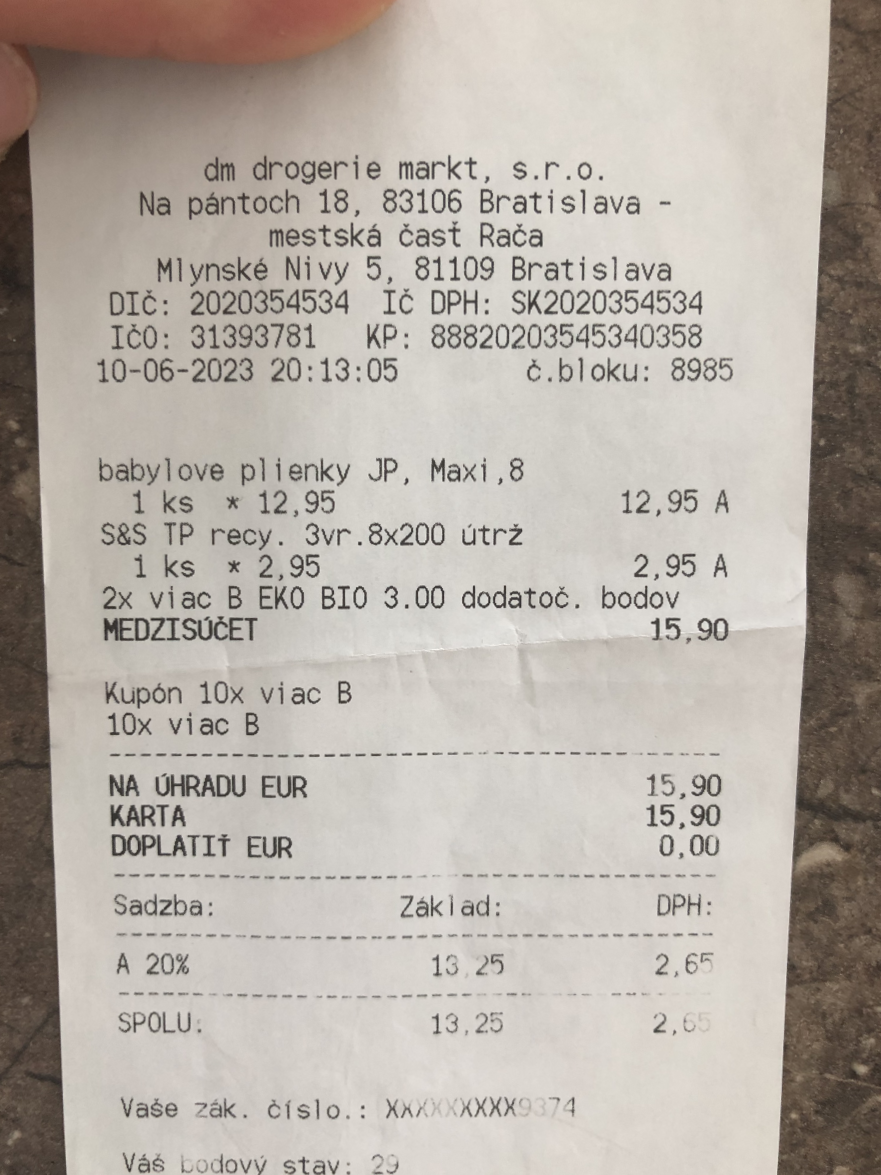 dm drogerie markt, s.r.o.
Na pántoch 18, 83106 Bratislava -
mestská časť Rača
Mlynské Nivy 5, 81109 Bratislava
DIČ: 2020354534 IČ DPH: SK2020354534
IČO: 31393781 KP: 88820203545340358
10-06-2023 20:13:05 č.bloku: 8985
babylove plienky JP, Maxi,8
1 ks * 12,95 12,95 A
S&S TP recy. 3vr.8x200 útrž
1 ks * 2,95 2,95 A
2x viac B EKO BIO 3.00 dodatoč. bodov
MEDZISÚČET 15,90
Kupón 10x viac B
10x viac B
NA ÚHRADU EUR 15,90
KARTA 15,90
DOPLATIŤ EUR 0,00
Sadzba: Základ: DPH:
A 20% 13,25 2,65
SPOLU: 13,25 2,65
Vaše zák. číslo.: XXXXXXXXXX9374
Váš bodový stav: 29